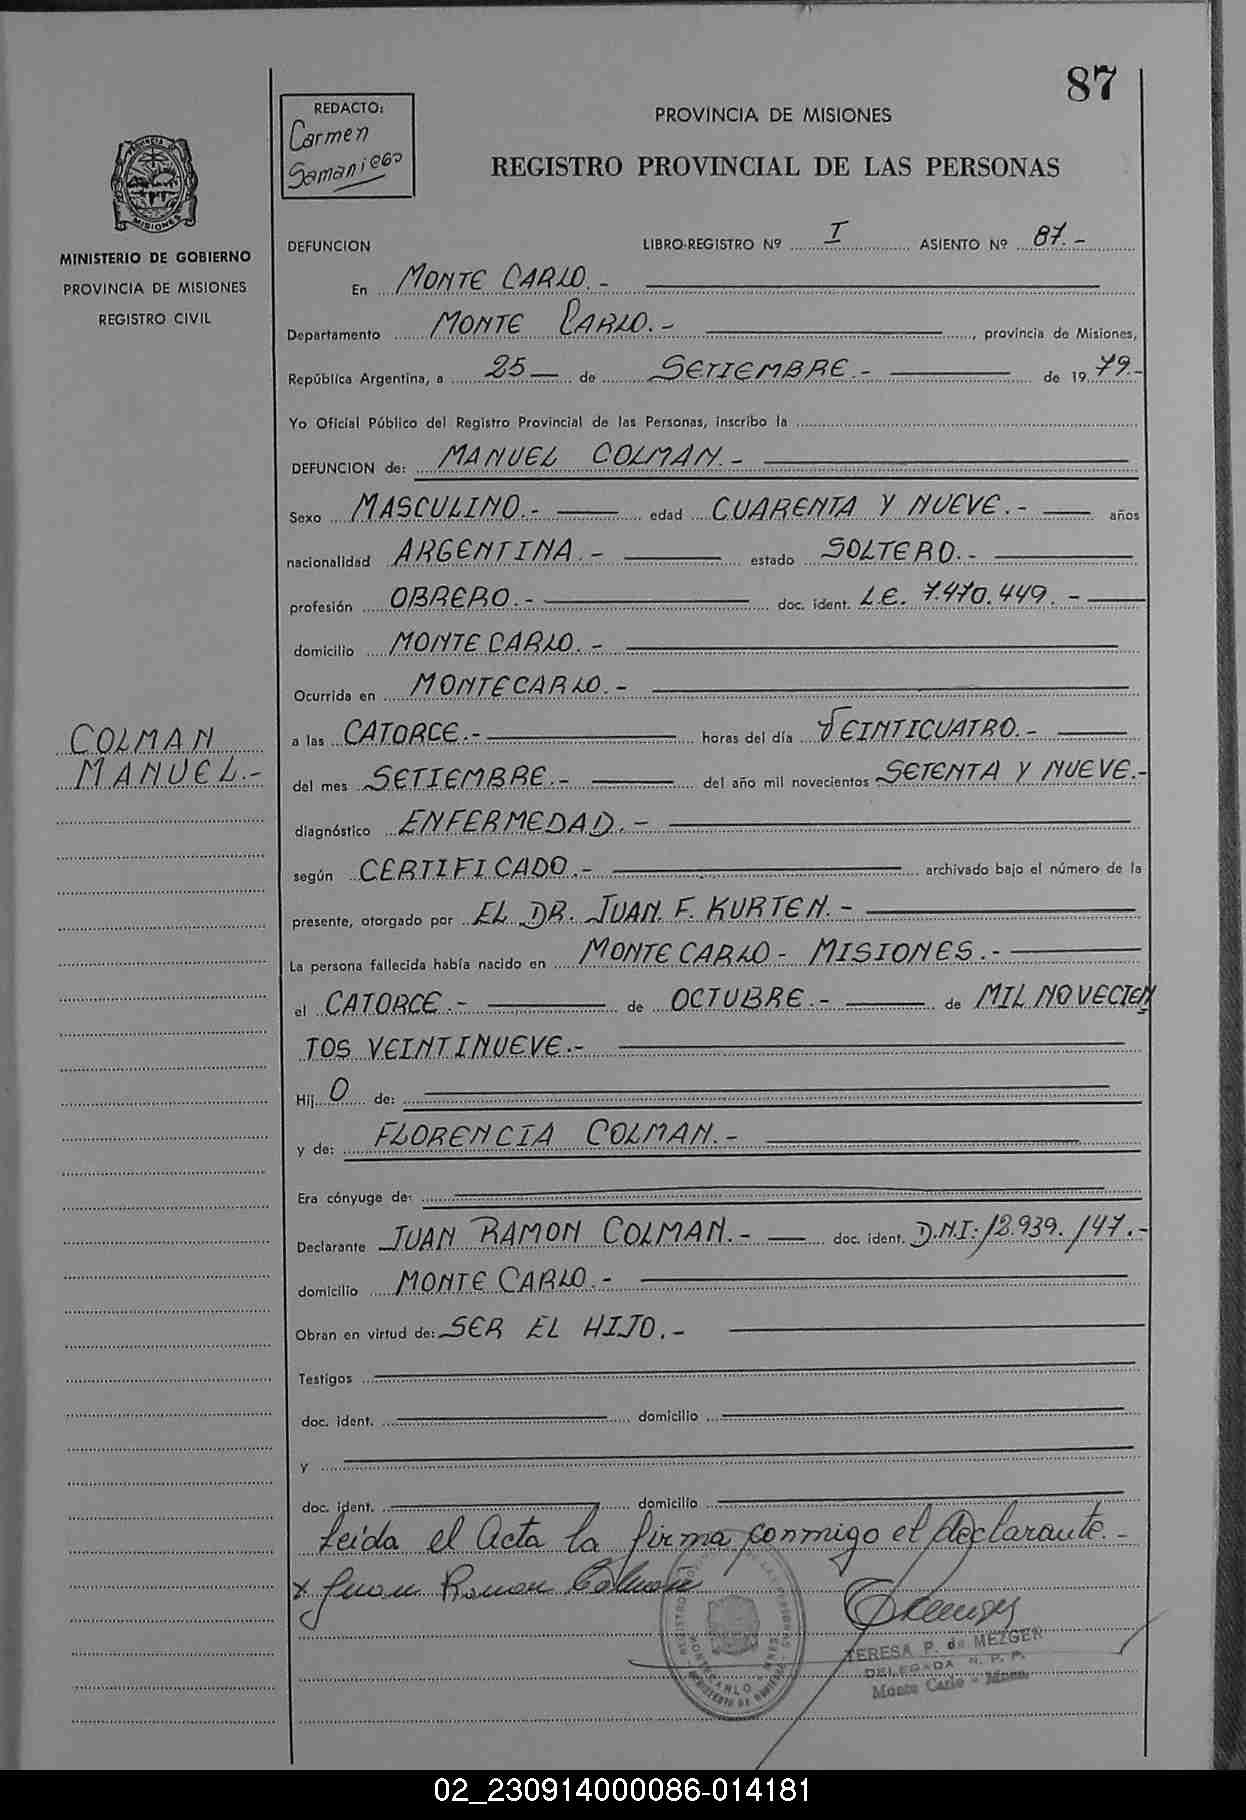 87
REDACTO:
Carmen
Samaniego
PROVINCIA DE MISIONES
REGISTRO PROVINCIAL DE LAS PERSONAS
PROVINCIA DE
MISIONES
MINISTERIO DE GOBIERNO
PROVINCIA DE MISIONES
REGISTRO CIVIL
DEFUNCION LIBRO-REGISTRO Nº I ASIENTO Nº 87.-
En MONTE CARLO.-
Departamento MONTE CARLO.- , provincia de Misiones,
República Argentina, a 25 de SETIEMBRE.- de 19 79.-
Yo Oficial Público del Registro Provincial de las Personas, inscribo la
DEFUNCION de: MANUEL COLMAN.-
Sexo MASCULINO.- edad CUARENTA Y NUEVE.- años
nacionalidad ARGENTINA.- estado SOLTERO.-
profesión OBRERO.- doc. ident. L.E. 7.470.449.-
domicilio MONTE CARLO.-
Ocurrida en MONTECARLO.-
COLMAN
MANUEL.-
a las CATORCE.- horas del día VEINTICUATRO.-
del mes SETIEMBRE.- del año mil novecientos SETENTA Y NUEVE.-
diagnóstico ENFERMEDAD.-
según CERTIFICADO.- archivado bajo el número de la
presente, otorgado por EL DR. JUAN F. KURTEN.-
La persona fallecida había nacido en MONTE CARLO - MISIONES.-
el CATORCE.- de OCTUBRE.- de MIL NOVECIEN
TOS VEINTINUEVE.-
Hij O de:
y de: FLORENCIA COLMAN.-
Era cónyuge de:
Declarante JUAN RAMON COLMAN.- doc. ident. D.N.I: 12.939.147.-
domicilio MONTE CARLO.-
Obran en virtud de: SER EL HIJO.-
Testigos
doc. ident. domicilio
y
doc. ident. domicilio
Leida el Acta la firma conmigo el declarante.-
x Juan Ramon Colman
TERESA P. de MEZGER
DELEGADA R. P. P.
Monte Carlo - Mnes.
02_230914000086-014181